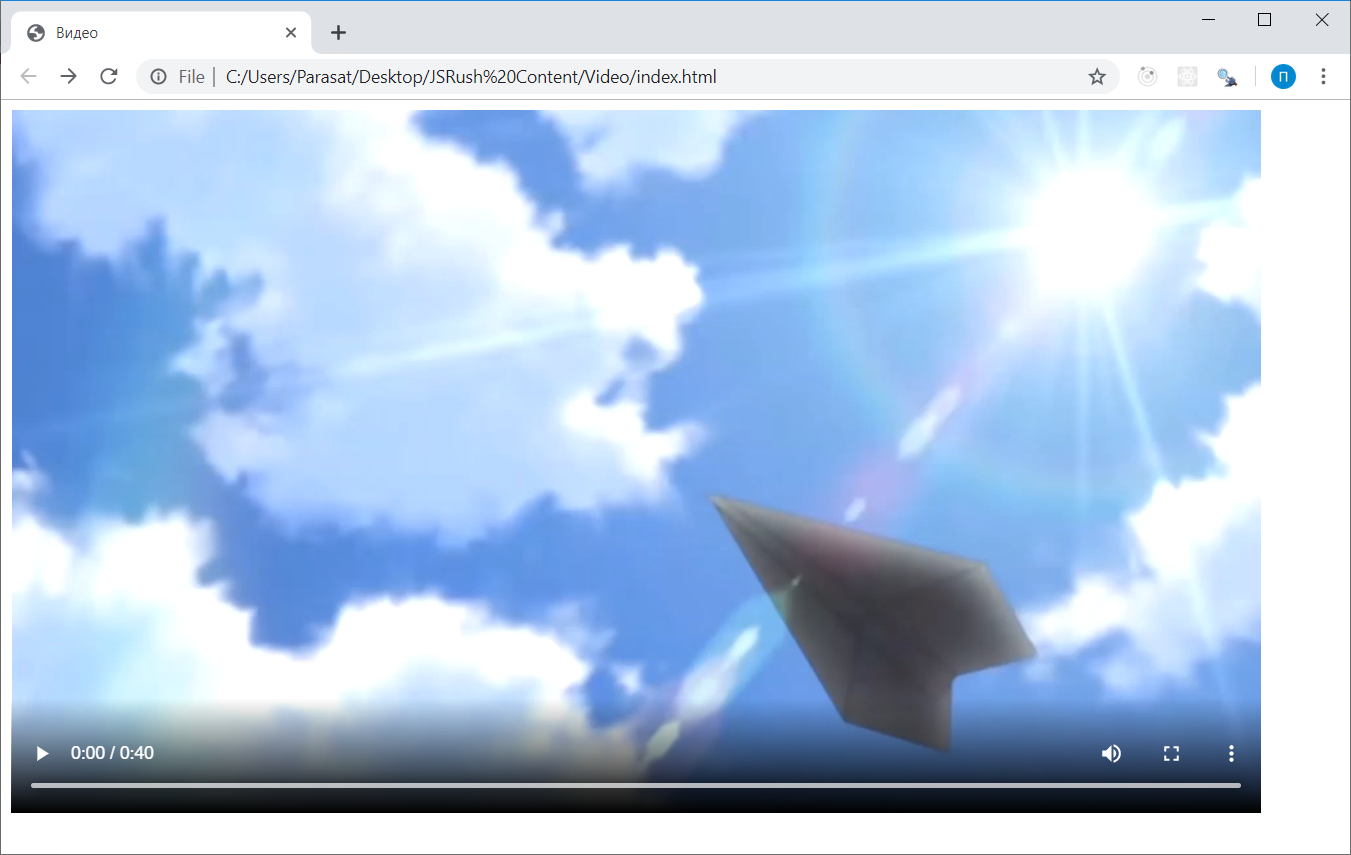 Видео
File | C:/Users/Parasat/Desktop/JSRush%20Content/Video/index.html
П
0:00 / 0:40